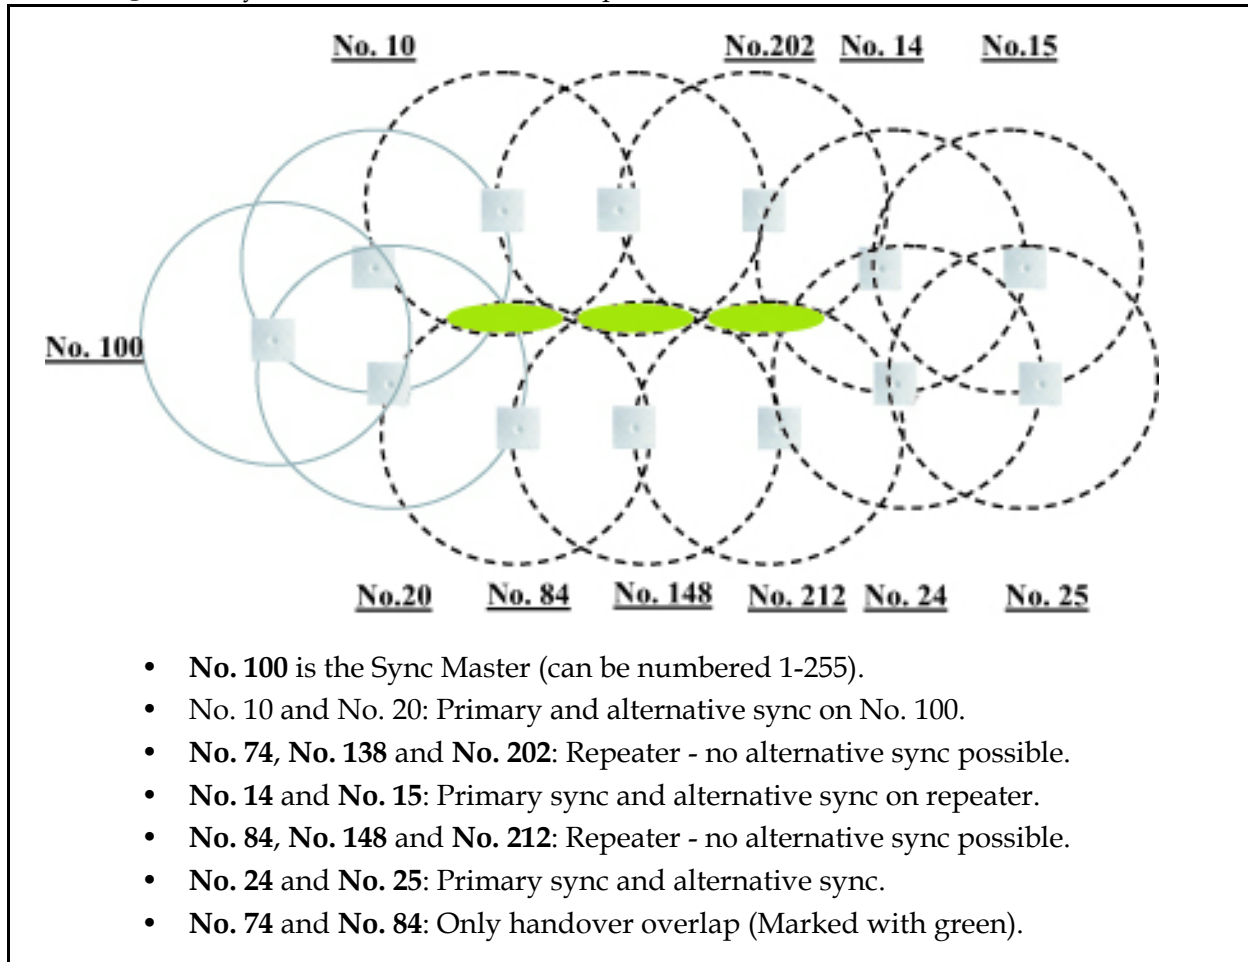 No. 10
No.202
No. 14
No.15
No. 100
No.20
No. 84
No. 148
No. 212
No. 24
No. 25
• No. 100 is the Sync Master (can be numbered 1-255).
• No. 10 and No. 20: Primary and alternative sync on No. 100.
• No. 74, No. 138 and No. 202: Repeater - no alternative sync possible.
• No. 14 and No. 15: Primary sync and alternative sync on repeater.
• No. 84, No. 148 and No. 212: Repeater - no alternative sync possible.
• No. 24 and No. 25: Primary sync and alternative sync.
• No. 74 and No. 84: Only handover overlap (Marked with green).